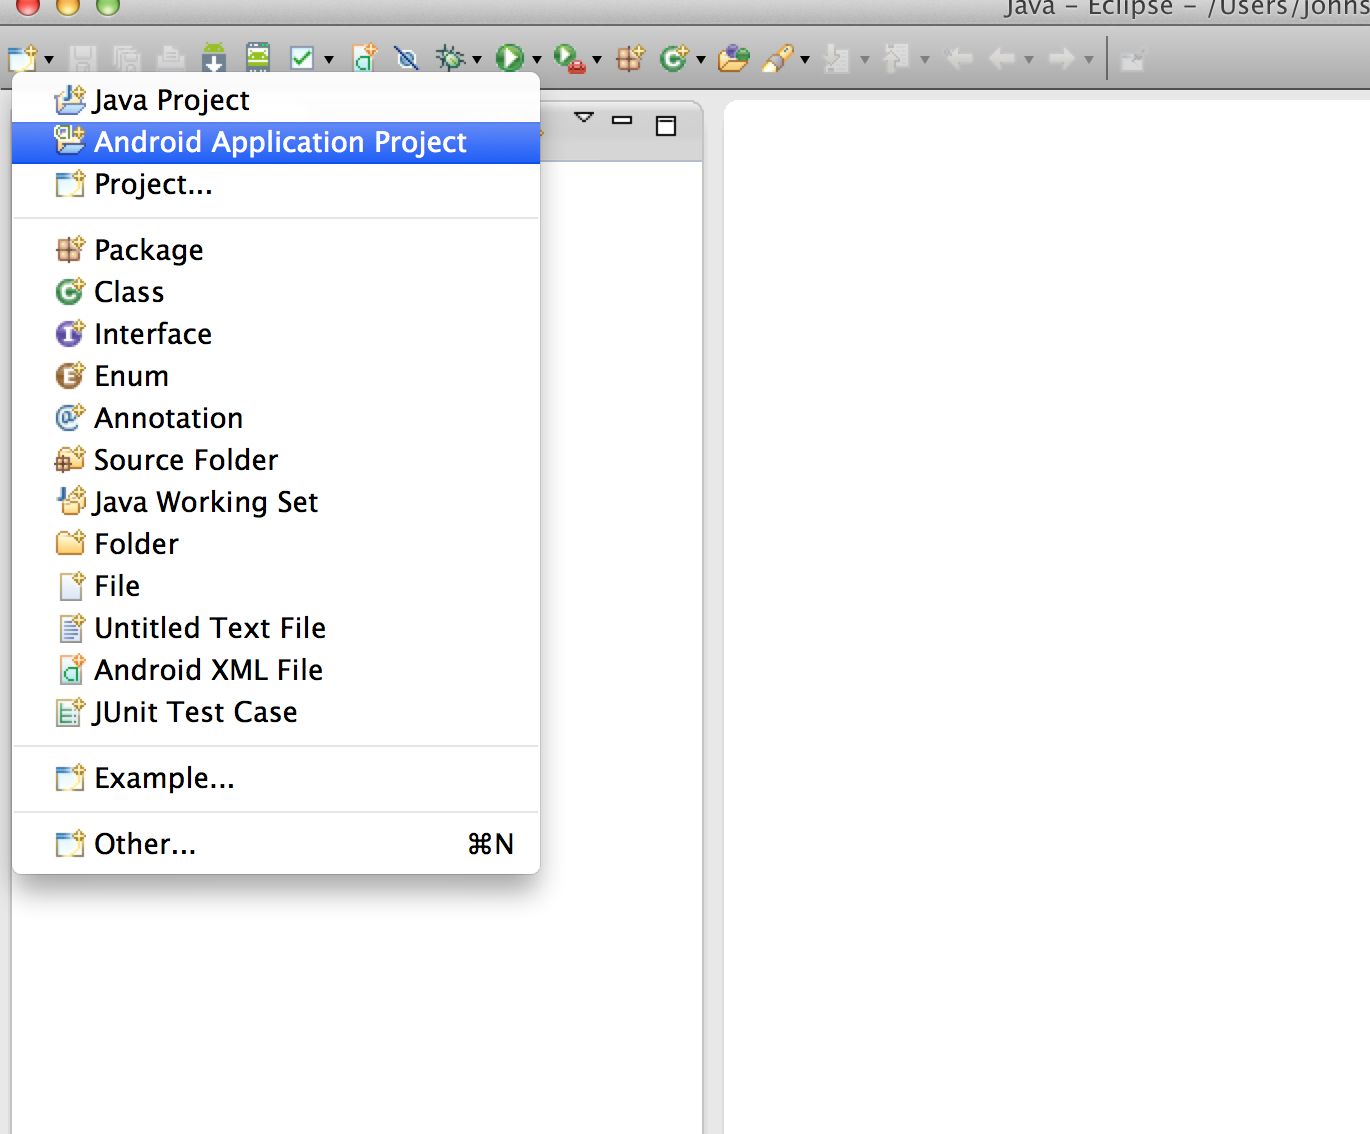 Java – Eclipse – /Users/johns
Java Project
Android Application Project
Project...
Package
Class
Interface
Enum
Annotation
Source Folder
Java Working Set
Folder
File
Untitled Text File
Android XML File
JUnit Test Case
Example...
Other... ⌘N